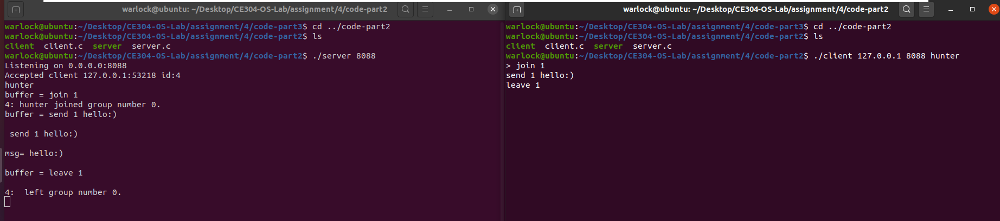 warlock@ubuntu: ~/Desktop/CE304-OS-Lab/assignment/4/code-part2
warlock@ubuntu:~/Desktop/CE304-OS-Lab/assignment/4/code-part3$ cd ../code-part2
warlock@ubuntu:~/Desktop/CE304-OS-Lab/assignment/4/code-part2$ ls
client  client.c  server  server.c
warlock@ubuntu:~/Desktop/CE304-OS-Lab/assignment/4/code-part2$ ./server 8088
Listening on 0.0.0.0:8088
Accepted client 127.0.0.1:53218 id:4
hunter
buffer = join 1
4: hunter joined group number 0.
buffer = send 1 hello:)
send 1 hello:)
msg= hello:)
buffer = leave 1
4:  left group number 0.
warlock@ubuntu: ~/Desktop/CE304-OS-Lab/assignment/4/code-part2
warlock@ubuntu:~/Desktop/CE304-OS-Lab/assignment/4/code-part3$ cd ../code-part2
warlock@ubuntu:~/Desktop/CE304-OS-Lab/assignment/4/code-part2$ ls
client  client.c  server  server.c
warlock@ubuntu:~/Desktop/CE304-OS-Lab/assignment/4/code-part2$ ./client 127.0.0.1 8088 hunter
> join 1
send 1 hello:)
leave 1